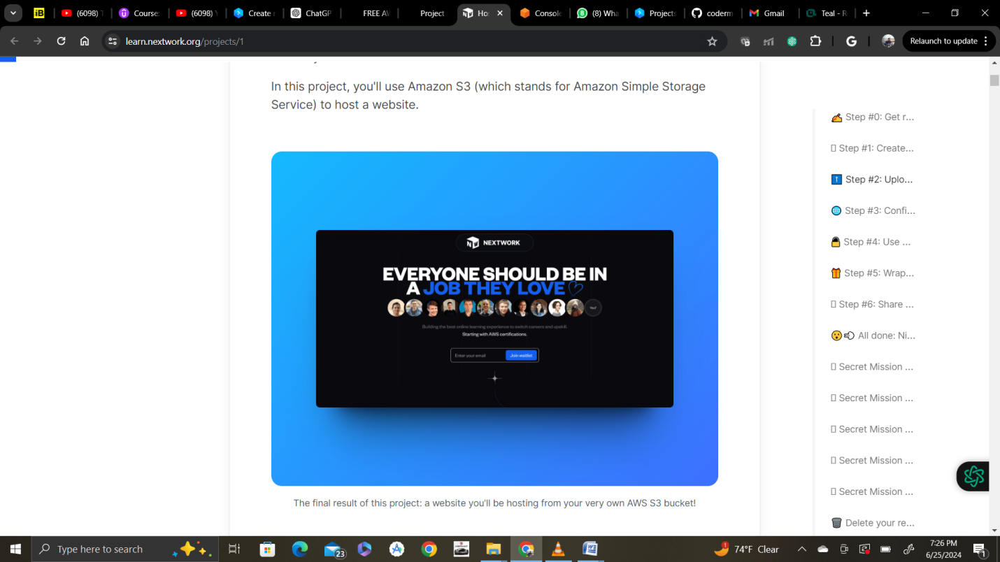 iB
(6098) 1
Course:
(6098) Y
Create r
ChatGP
FREE AV
Project
Hos
Console
8
(8) Wha
Projects
coderm
Gmail
Teal - R
learn.nextwork.org/projects/1
Relaunch to update
In this project, you'll use Amazon S3 (which stands for Amazon Simple Storage
Service) to host a website.
NW NEXTWORK
EVERYONE SHOULD BE IN
A JOB THEY LOVE
You?
Building the best online learning experience to switch careers and upskill.
Starting with AWS certifications.
Enter your email
Join waitlist
The final result of this project: a website you'll be hosting from your very own AWS S3 bucket!
Step #0: Get r...
Step #1: Create...
Step #2: Uplo...
Step #3: Confi...
Step #4: Use ...
Step #5: Wrap...
Step #6: Share ...
All done: Ni...
Secret Mission ...
Secret Mission ...
Secret Mission ...
Secret Mission ...
Secret Mission ...
Delete your re...
Type here to search
23
1
74°F Clear
7:26 PM
6/25/2024
1